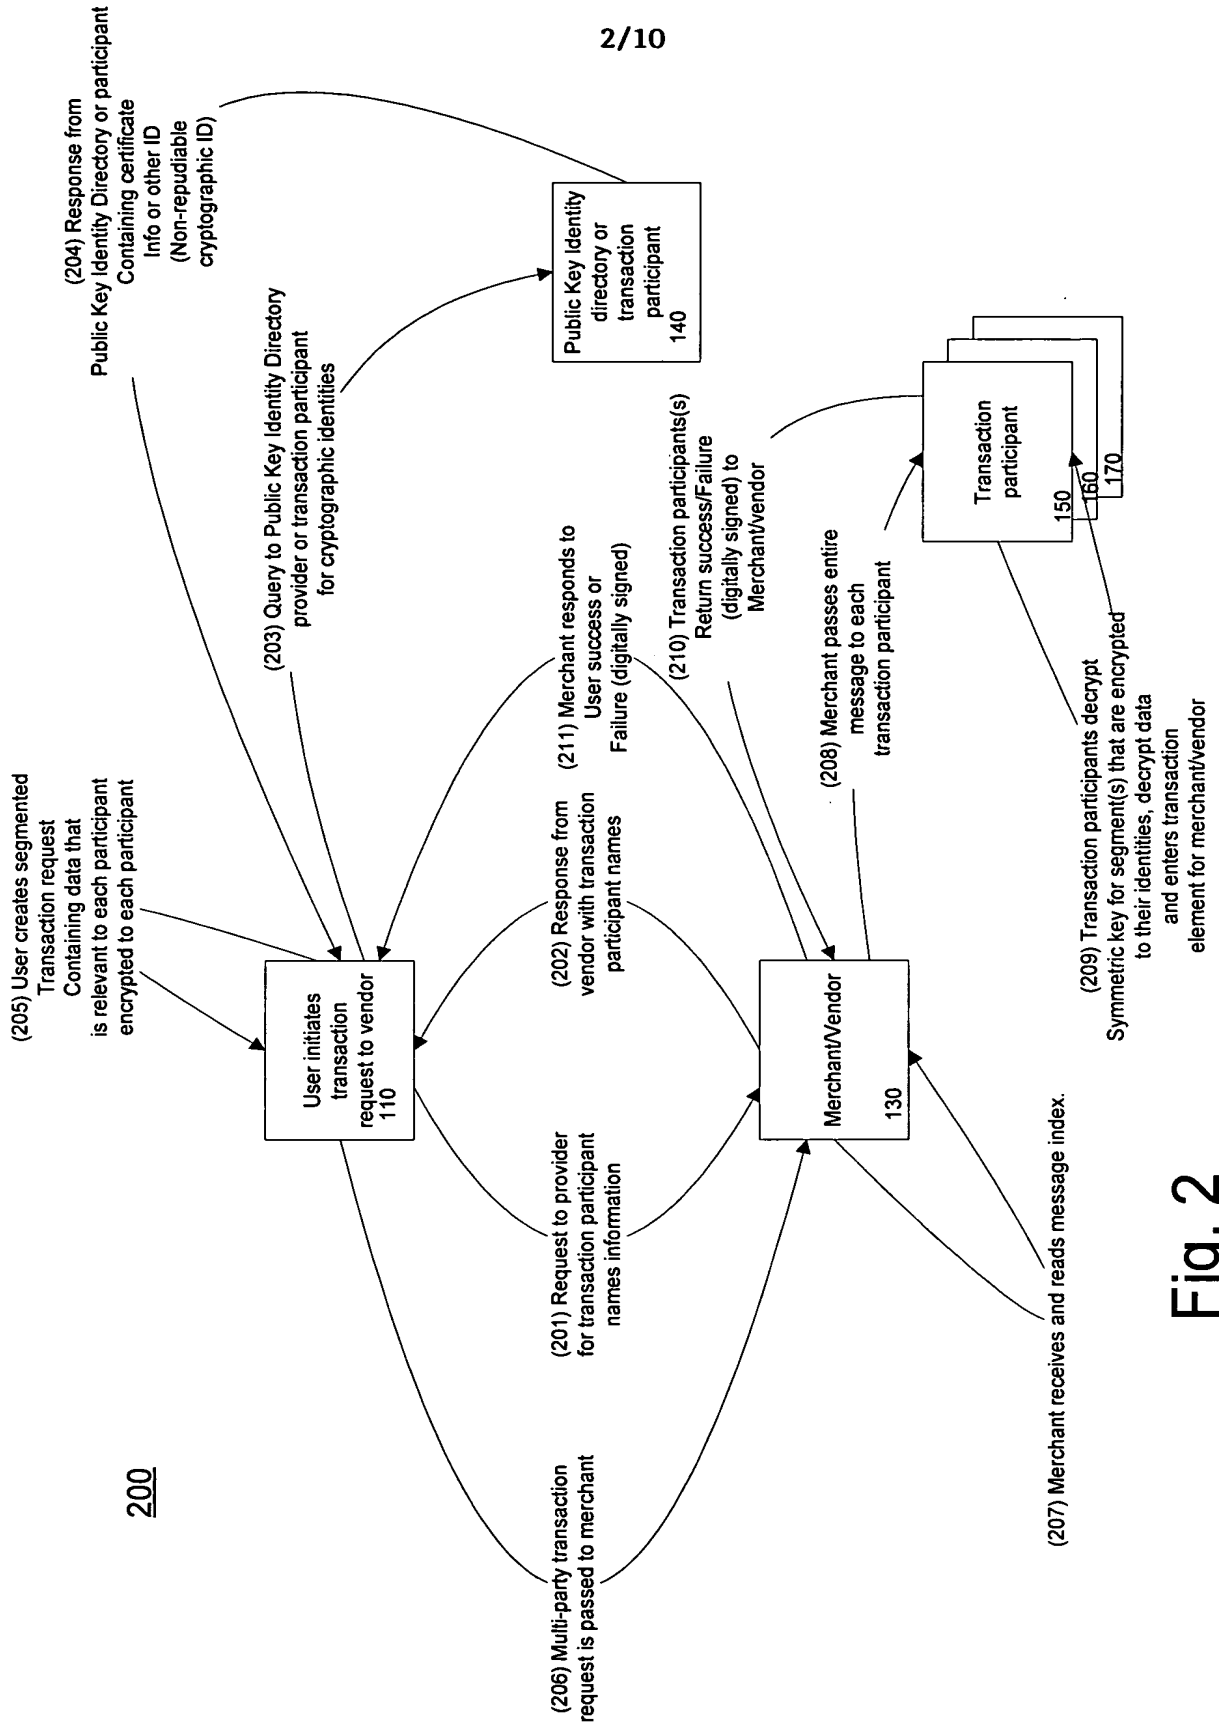 2/10
200
(205) User creates segmented
Transaction request
Containing data that
is relevant to each participant
encrypted to each participant
(204) Response from
Public Key Identity Directory or participant
Containing certificate
Info or other ID
(Non-repudiable
cryptographic ID)
(203) Query to Public Key Identity Directory
provider or transaction participant
for cryptographic identities
User initiates
transaction
request to vendor
110
Public Key Identity
directory or
transaction
participant
140
(206) Multi-party transaction
request is passed to merchant
(201) Request to provider
for transaction participant
names information
(202) Response from
vendor with transaction
participant names
(211) Merchant responds to
User success or
Failure (digitally signed)
(210) Transaction participants(s)
Return success/Failure
(digitally signed) to
Merchant/vendor
Merchant/Vendor
130
(208) Merchant passes entire
message to each
transaction participant
Transaction
participant
150
160
170
(207) Merchant receives and reads message index.
(209) Transaction participants decrypt
Symmetric key for segment(s) that are encrypted
to their identities, decrypt data
and enters transaction
element for merchant/vendor
Fig. 2